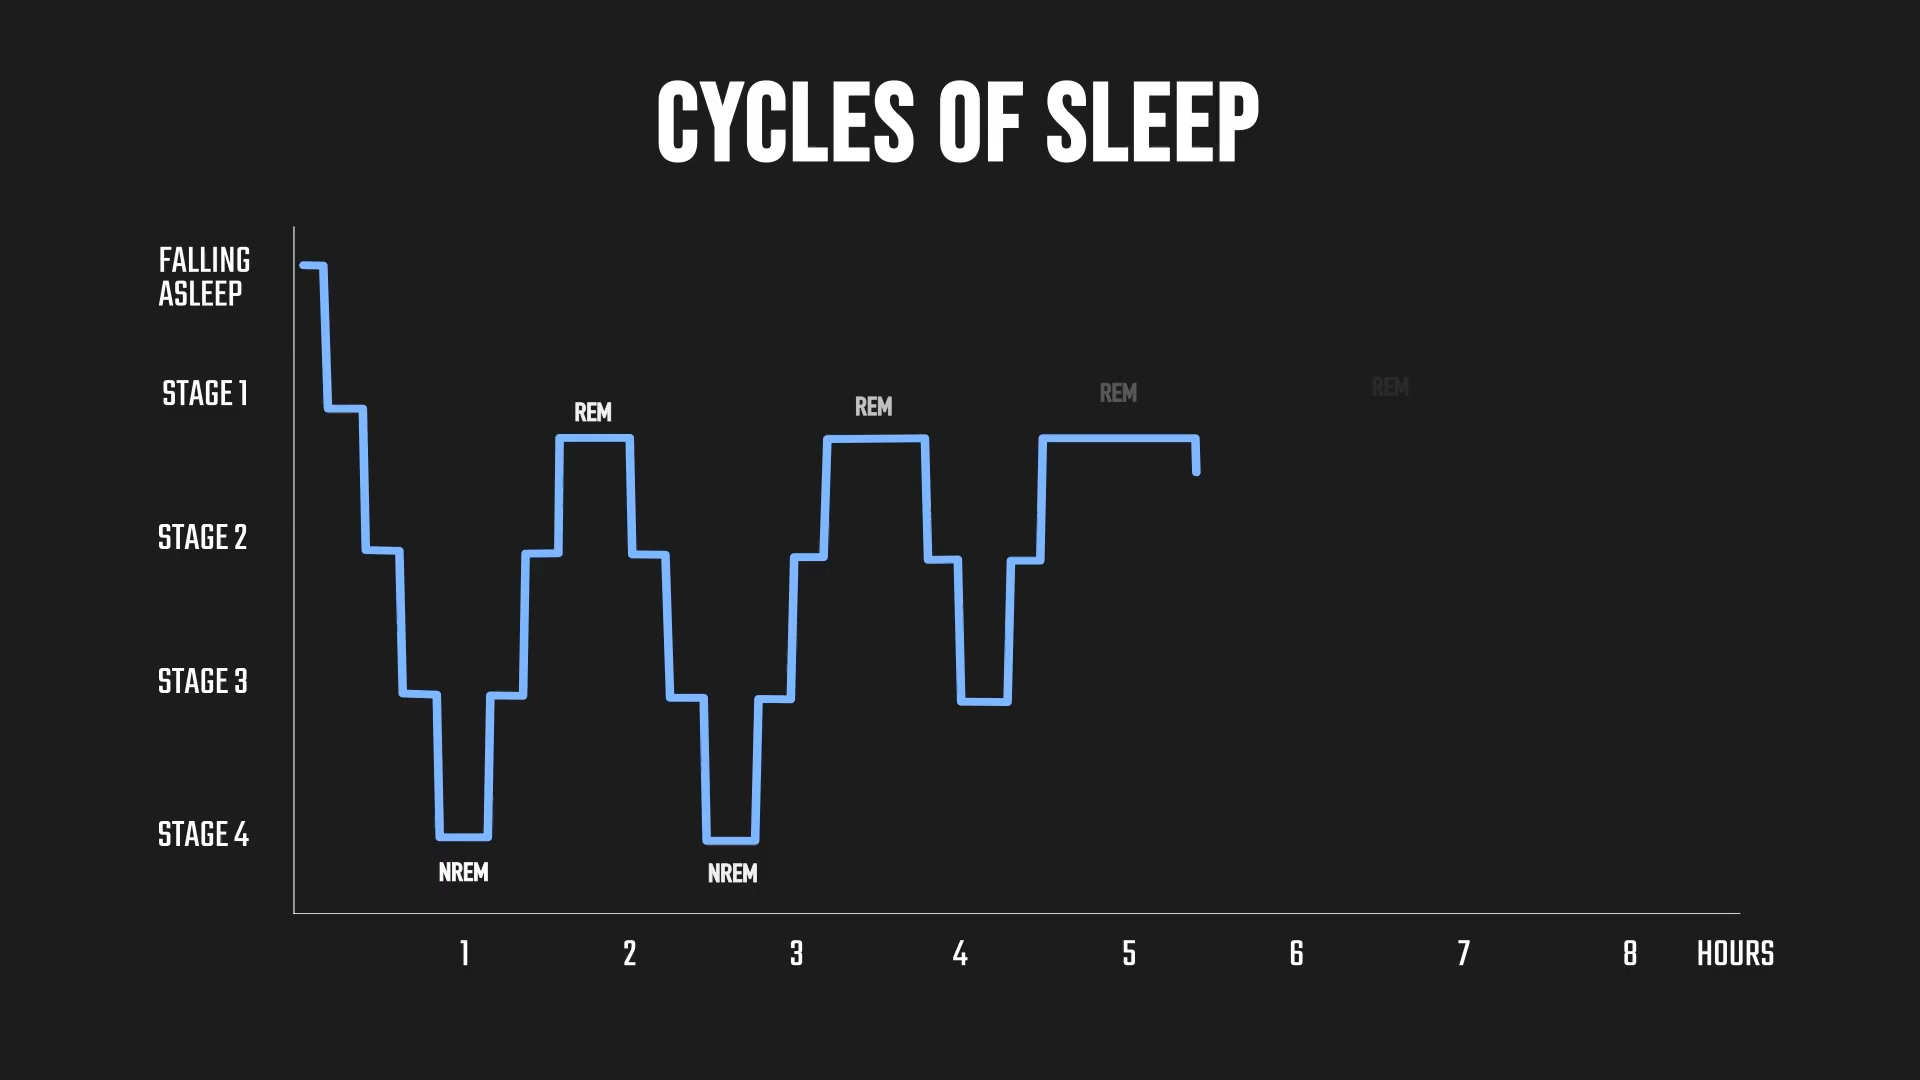 CYCLES OF SLEEP
FALLING
ASLEEP
STAGE 1
STAGE 2
STAGE 3
STAGE 4
REM
REM
REM
REM
NREM
NREM
1 2 3 4 5 6 7 8 HOURS